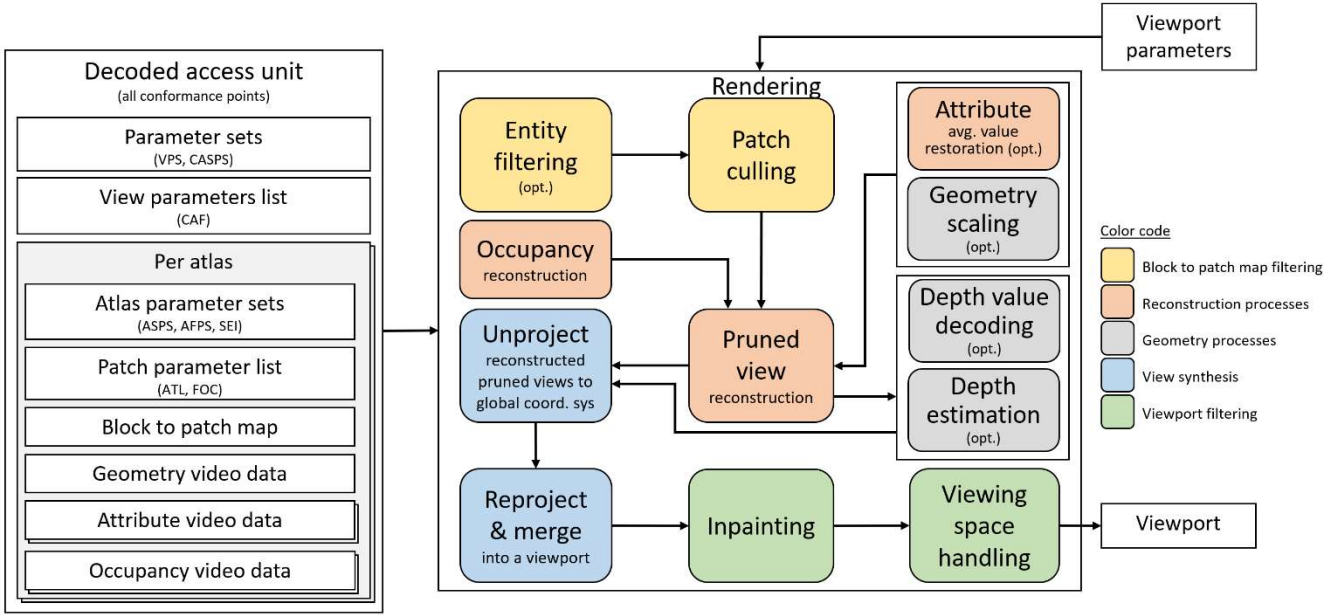 Decoded access unit
(all conformance points)
Parameter sets
(VPS, CASPS)
View parameters list
(CAF)
Per atlas
Atlas parameter sets
(ASPS, AFPS, SEI)
Patch parameter list
(ATL, FOC)
Block to patch map
Geometry video data
Attribute video data
Occupancy video data
Viewport
parameters
Rendering
Entity
filtering
(opt.)
Patch
culling
Attribute
avg. value
restoration (opt.)
Geometry
scaling
(opt.)
Occupancy
reconstruction
Unproject
reconstructed
pruned views to
global coord. sys
Pruned
view
reconstruction
Depth value
decoding
(opt.)
Depth
estimation
(opt.)
Reproject
& merge
into a viewport
Inpainting
Viewing
space
handling
Viewport
Color code
Block to patch map filtering
Reconstruction processes
Geometry processes
View synthesis
Viewport filtering